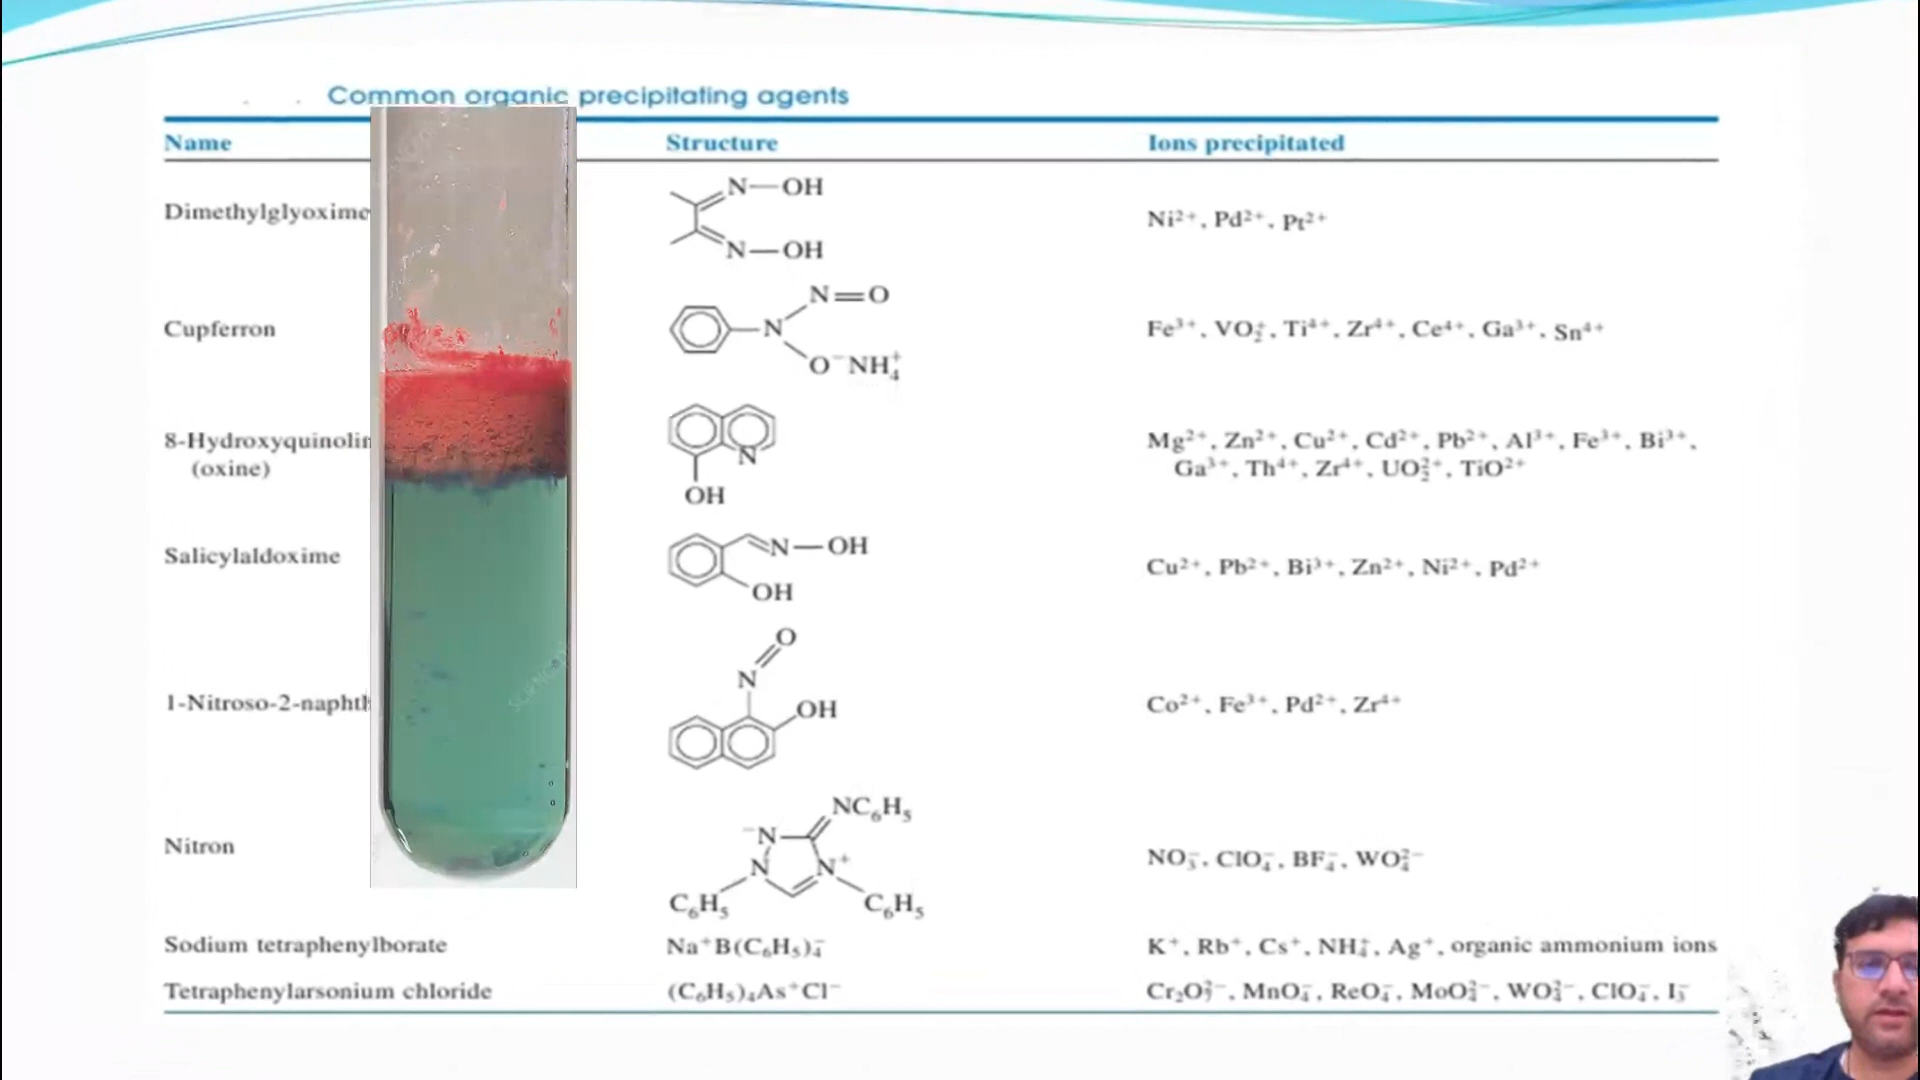 Common organic precipitating agents
Name Structure Ions precipitated
Dimethylglyoxime N—OH N—OH Ni²⁺, Pd²⁺, Pt²⁺
Cupferron N=O N O⁻NH₄⁺ Fe³⁺, VO₂⁺, Ti⁴⁺, Zr⁴⁺, Ce⁴⁺, Ga³⁺, Sn⁴⁺
8-Hydroxyquinolin N OH Mg²⁺, Zn²⁺, Cu²⁺, Cd²⁺, Pb²⁺, Al³⁺, Fe³⁺, Bi³⁺,
(oxine) Ga³⁺, Th⁴⁺, Zr⁴⁺, UO₂²⁺, TiO²⁺
Salicylaldoxime N—OH OH Cu²⁺, Pb²⁺, Bi³⁺, Zn²⁺, Ni²⁺, Pd²⁺
1-Nitroso-2-naphth O N OH Co²⁺, Fe³⁺, Pd²⁺, Zr⁴⁺
Nitron NC₆H₅ ⁻N N N⁺ C₆H₅ C₆H₅ NO₃⁻, ClO₄⁻, BF₄⁻, WO₄²⁻
Sodium tetraphenylborate Na⁺B(C₆H₅)₄⁻ K⁺, Rb⁺, Cs⁺, NH₄⁺, Ag⁺, organic ammonium ions
Tetraphenylarsonium chloride (C₆H₅)₄As⁺Cl⁻ Cr₂O₇²⁻, MnO₄⁻, ReO₄⁻, MoO₄²⁻, WO₄²⁻, ClO₄⁻, I₃⁻